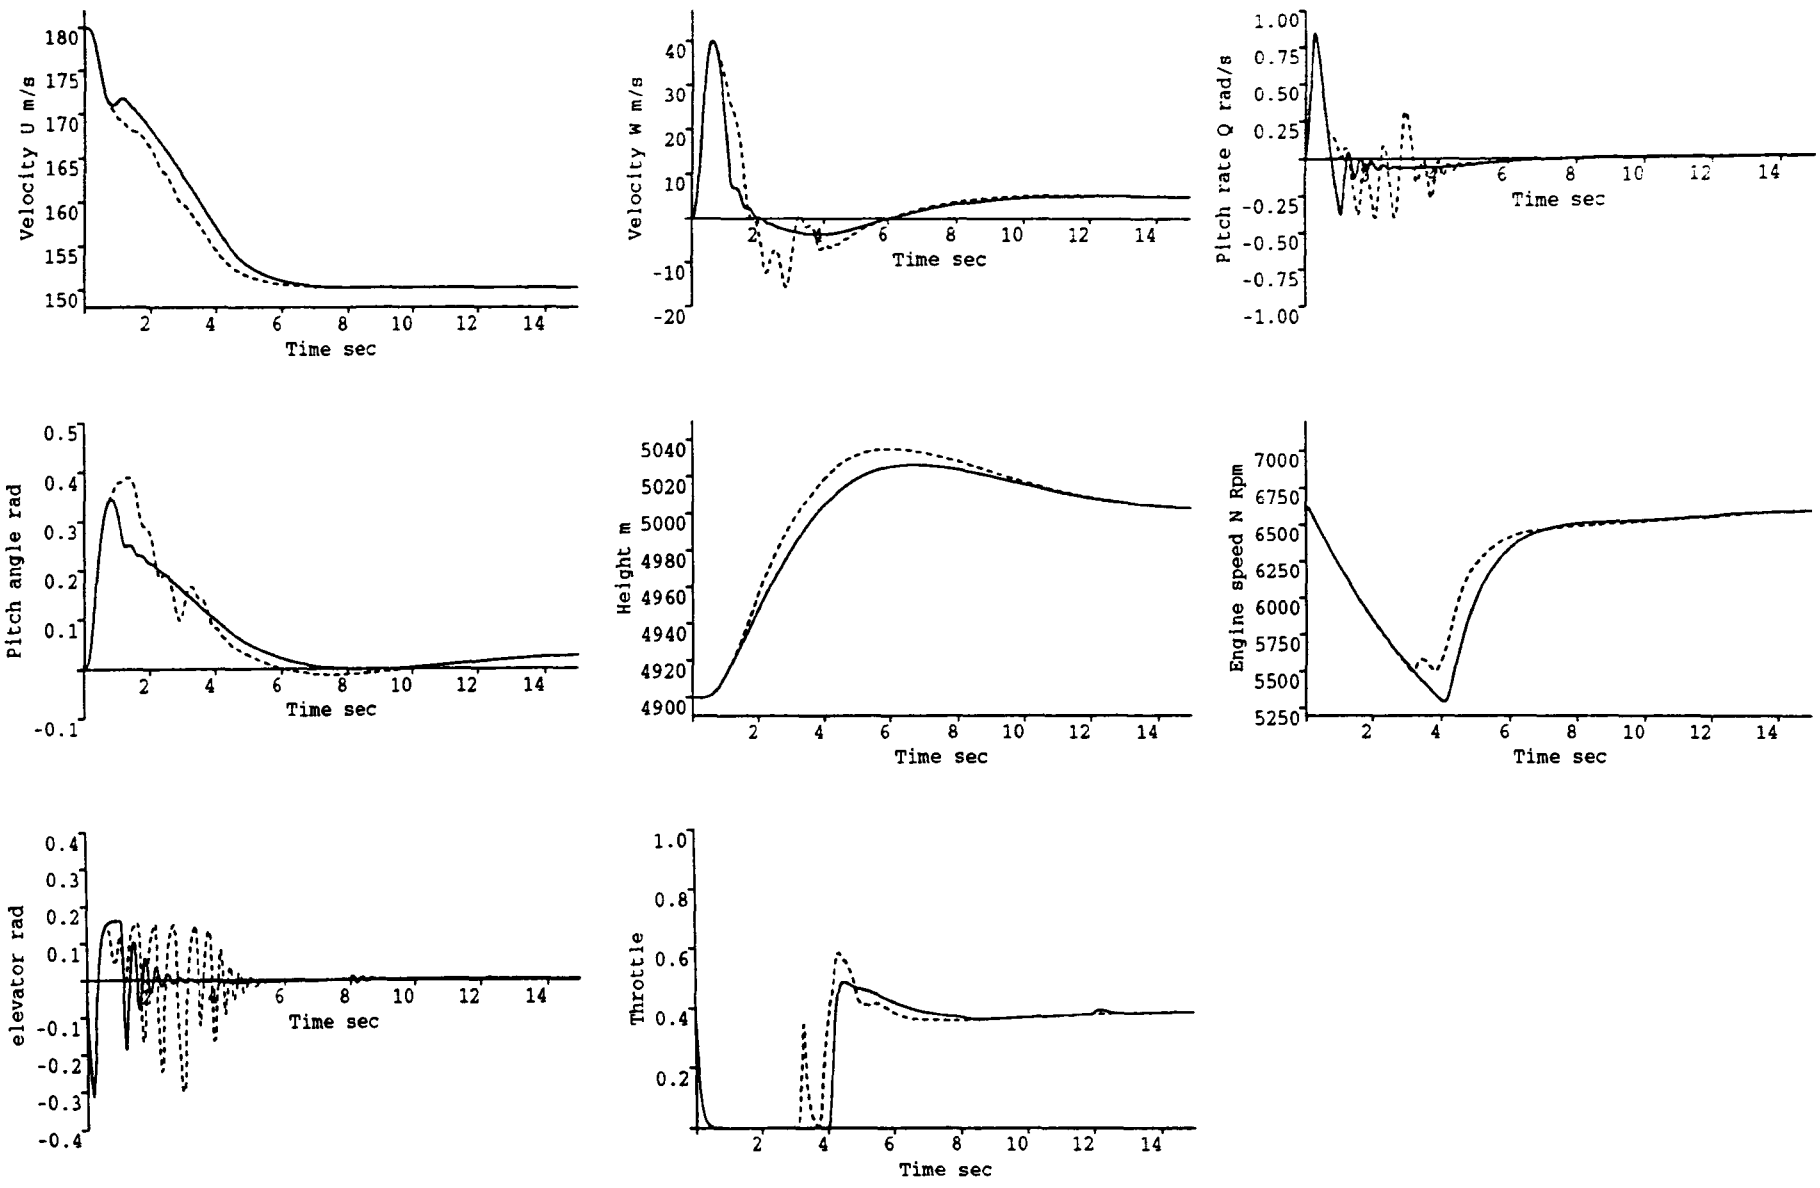 Velocity U m/s
180
175
170
165
160
155
150
2 4 6 8 10 12 14
Time sec
Velocity W m/s
40
30
20
10
-10
-20
2 4 6 8 10 12 14
Time sec
Pitch rate Q rad/s
1.00
0.75
0.50
0.25
-0.25
-0.50
-0.75
-1.00
6 8 10 12 14
Time sec
Pitch angle rad
0.5
0.4
0.3
0.2
0.1
-0.1
2 4 6 8 10 12 14
Time sec
Height m
5040
5020
5000
4980
4960
4940
4920
4900
2 4 6 8 10 12 14
Time sec
Engine speed N Rpm
7000
6750
6500
6250
6000
5750
5500
5250
2 4 6 8 10 12 14
Time sec
elevator rad
0.4
0.3
0.2
0.1
-0.1
-0.2
-0.3
-0.4
6 8 10 12 14
Time sec
Throttle
1.0
0.8
0.6
0.4
0.2
2 4 6 8 10 12 14
Time sec